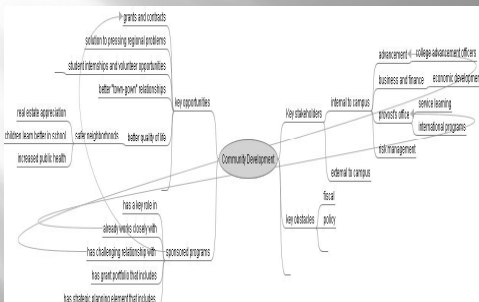 grants and contracts
solution to pressing regional problems
student internships and volunteer opportunities
better "town-gown" relationships
key opportunities
real estate appreciation
children learn better in school
safer neighborhoods
better quality of life
increased public health
Community Development
has a key role in
already works closely with
has challenging relationship with
sponsored programs
has grant portfolio that includes
has strategic planning element that includes
Key stakeholders
internal to campus
advancement
college advancement officers
business and finance
economic development
provost's office
service learning
international programs
risk management
external to campus
key obstacles
fiscal
policy